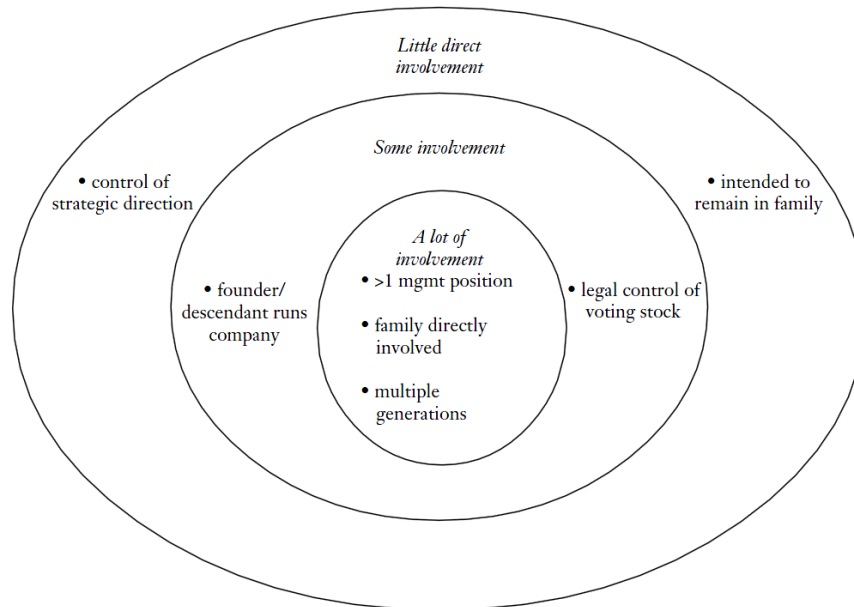 Little direct
involvement
Some involvement
• control of
strategic direction
• intended to
remain in family
A lot of
involvement
• >1 mgmt position
• family directly
involved
• multiple
generations
• founder/
descendant runs
company
• legal control of
voting stock